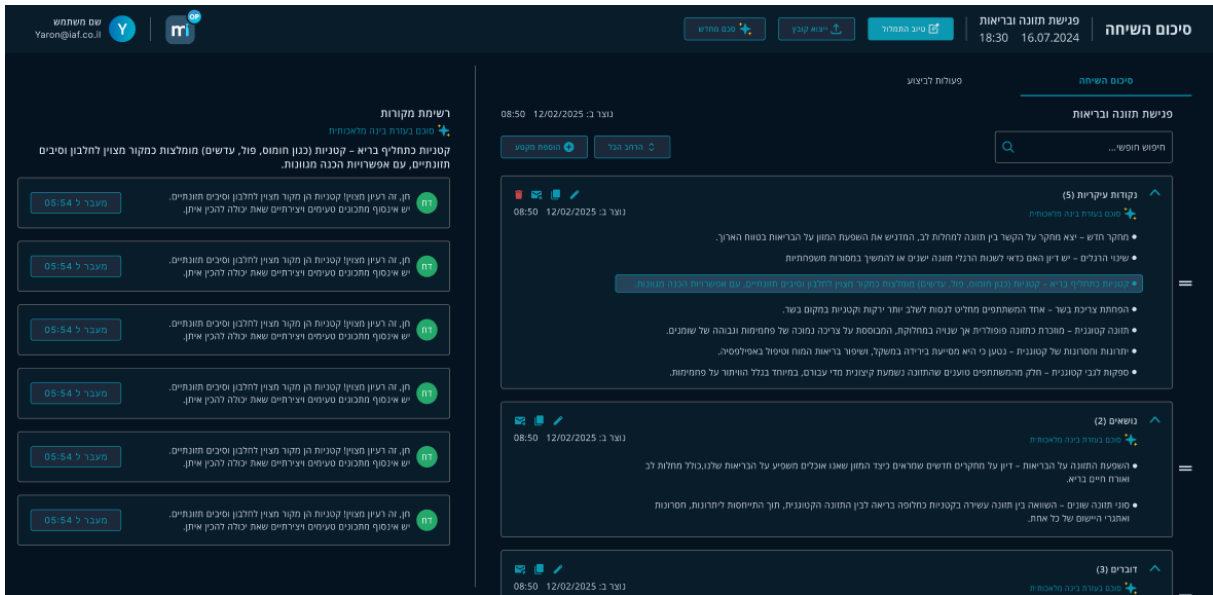 סיכום השיחה
פגישת תזונה ובריאות
16.07.2024 18:30
טיוב התמלול
ייצוא קובץ
סכם מחדש
mi
OP
Y
שם משתמש
Yaron@iaf.co.il
סיכום השיחה
פעולות לביצוע
פגישת תזונה ובריאות
נוצר ב: 12/02/2025 08:50
חיפוש חופשי...
הרחב הכל
הוספת מקטע
נקודות עיקריות (5)
סוכם בעזרת בינה מלאכותית
נוצר ב: 12/02/2025 08:50
• מחקר חדש – יצא מחקר על הקשר בין תזונה למחלות לב, המדגיש את השפעת המזון על הבריאות בטווח הארוך.
• שינוי הרגלים – יש דיון האם כדאי לשנות הרגלי תזונה ישנים או להמשיך במסורות משפחתיות
• קטניות כתחליף בריא – קטניות (כגון חומוס, פול, עדשים) מומלצות כמקור מצוין לחלבון וסיבים תזונתיים, עם אפשרויות הכנה מגוונות.
• הפחתת צריכת בשר – אחד המשתתפים מחליט לנסות לשלב יותר ירקות וקטניות במקום בשר.
• תזונה קטוגנית – מוזכרת כתזונה פופולרית אך שנויה במחלוקת, המבוססת על צריכה נמוכה של פחמימות וגבוהה של שומנים.
• יתרונות וחסרונות של קטוגנית – נטען כי היא מסייעת בירידה במשקל, ושיפור בריאות המוח וטיפול באפילפסיה.
• ספקות לגבי קטוגנית – חלק מהמשתתפים טוענים שהתזונה נשמעת קיצונית מדי עבורם, במיוחד בגלל הוויתור על פחמימות.
נושאים (2)
סוכם בעזרת בינה מלאכותית
נוצר ב: 12/02/2025 08:50
• השפעת התזונה על הבריאות – דיון על מחקרים חדשים שמראים כיצד המזון שאנו אוכלים משפיע על הבריאות שלנו,כולל מחלות לב
ואורח חיים בריא.
• סוגי תזונה שונים – השוואה בין תזונה עשירה בקטניות כחלופה בריאה לבין התזונה הקטוגנית, תוך התייחסות ליתרונות, חסרונות
ואתגרי היישום של כל אחת.
דוברים (3)
סוכם בעזרת בינה מלאכותית
נוצר ב: 12/02/2025 08:50
רשימת מקורות
סוכם בעזרת בינה מלאכותית
קטניות כתחליף בריא – קטניות (כגון חומוס, פול, עדשים) מומלצות כמקור מצוין לחלבון וסיבים
תזונתיים, עם אפשרויות הכנה מגוונות.
דח
חן, זה רעיון מצוין! קטניות הן מקור מצוין לחלבון וסיבים תזונתיים.
יש אינסוף מתכונים טעימים ויצירתיים שאת יכולה להכין איתן.
מעבר ל 05:54
דח
חן, זה רעיון מצוין! קטניות הן מקור מצוין לחלבון וסיבים תזונתיים.
יש אינסוף מתכונים טעימים ויצירתיים שאת יכולה להכין איתן.
מעבר ל 05:54
דח
חן, זה רעיון מצוין! קטניות הן מקור מצוין לחלבון וסיבים תזונתיים.
יש אינסוף מתכונים טעימים ויצירתיים שאת יכולה להכין איתן.
מעבר ל 05:54
דח
חן, זה רעיון מצוין! קטניות הן מקור מצוין לחלבון וסיבים תזונתיים.
יש אינסוף מתכונים טעימים ויצירתיים שאת יכולה להכין איתן.
מעבר ל 05:54
דח
חן, זה רעיון מצוין! קטניות הן מקור מצוין לחלבון וסיבים תזונתיים.
יש אינסוף מתכונים טעימים ויצירתיים שאת יכולה להכין איתן.
מעבר ל 05:54
דח
חן, זה רעיון מצוין! קטניות הן מקור מצוין לחלבון וסיבים תזונתיים.
יש אינסוף מתכונים טעימים ויצירתיים שאת יכולה להכין איתן.
מעבר ל 05:54